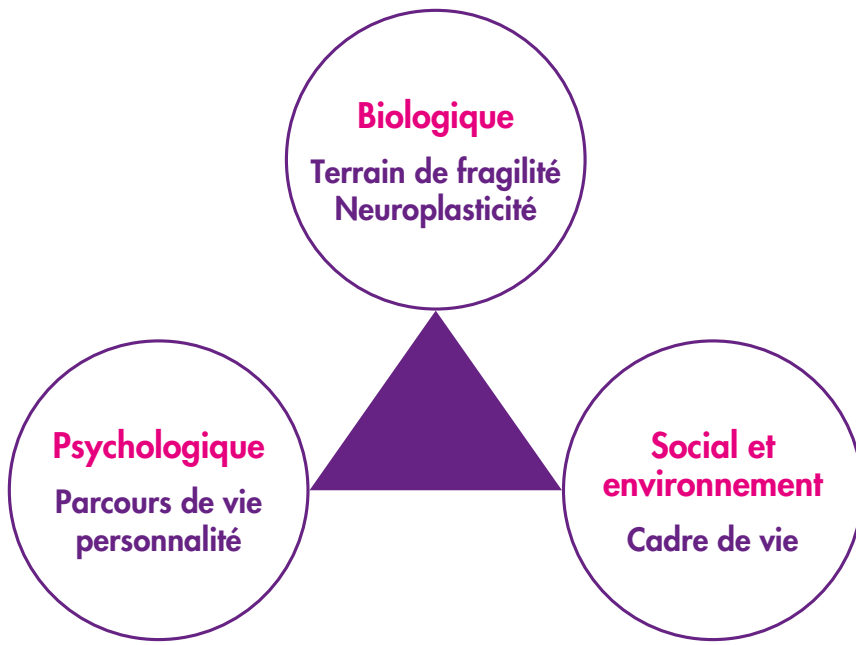 Biologique
Terrain de fragilité
Neuroplasticité
Psychologique
Parcours de vie
personnalité
Social et
environnement
Cadre de vie